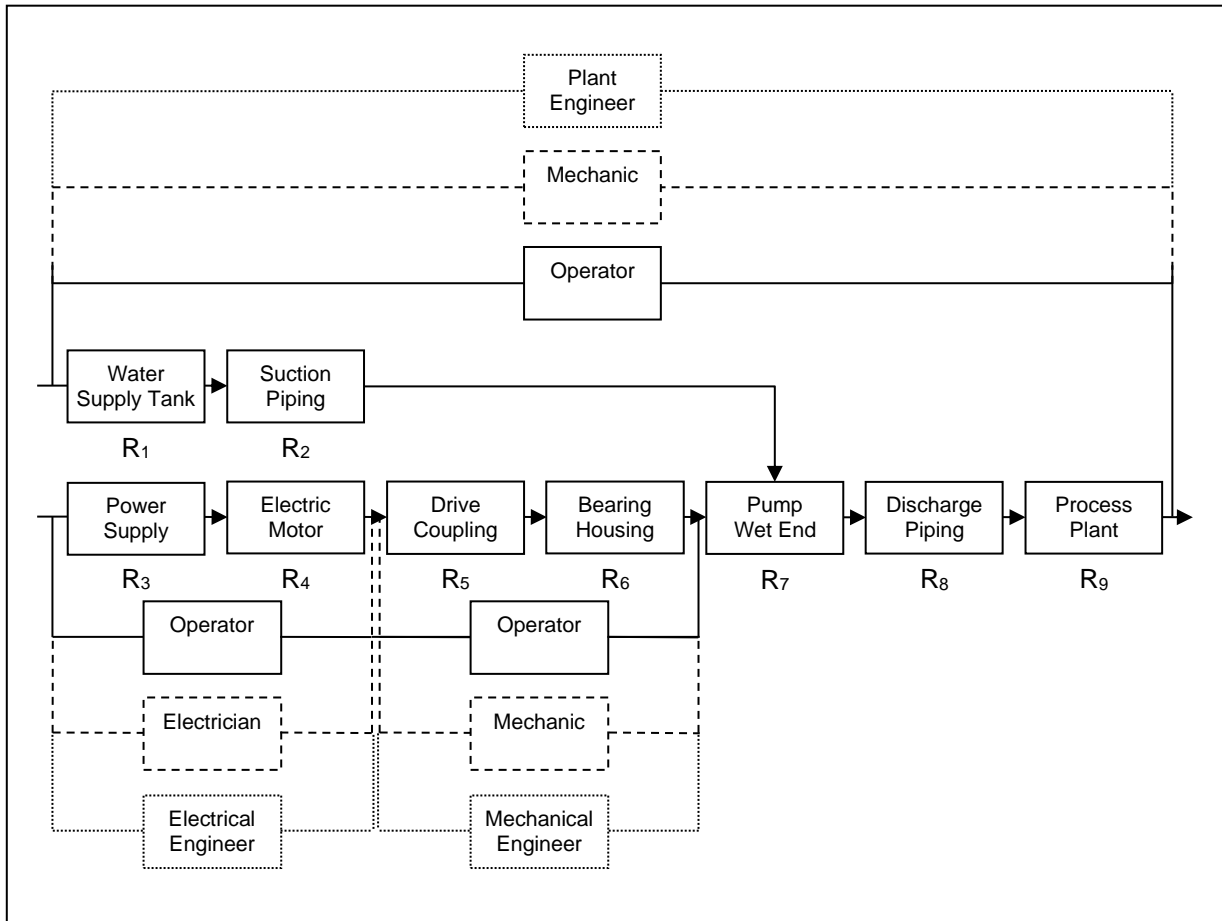 Plant
Engineer
Mechanic
Operator
Water
Supply Tank
Suction
Piping
R1
R2
Power
Supply
Electric
Motor
Drive
Coupling
Bearing
Housing
Pump
Wet End
Discharge
Piping
Process
Plant
R3
R4
R5
R6
R7
R8
R9
Operator
Operator
Electrician
Mechanic
Electrical
Engineer
Mechanical
Engineer